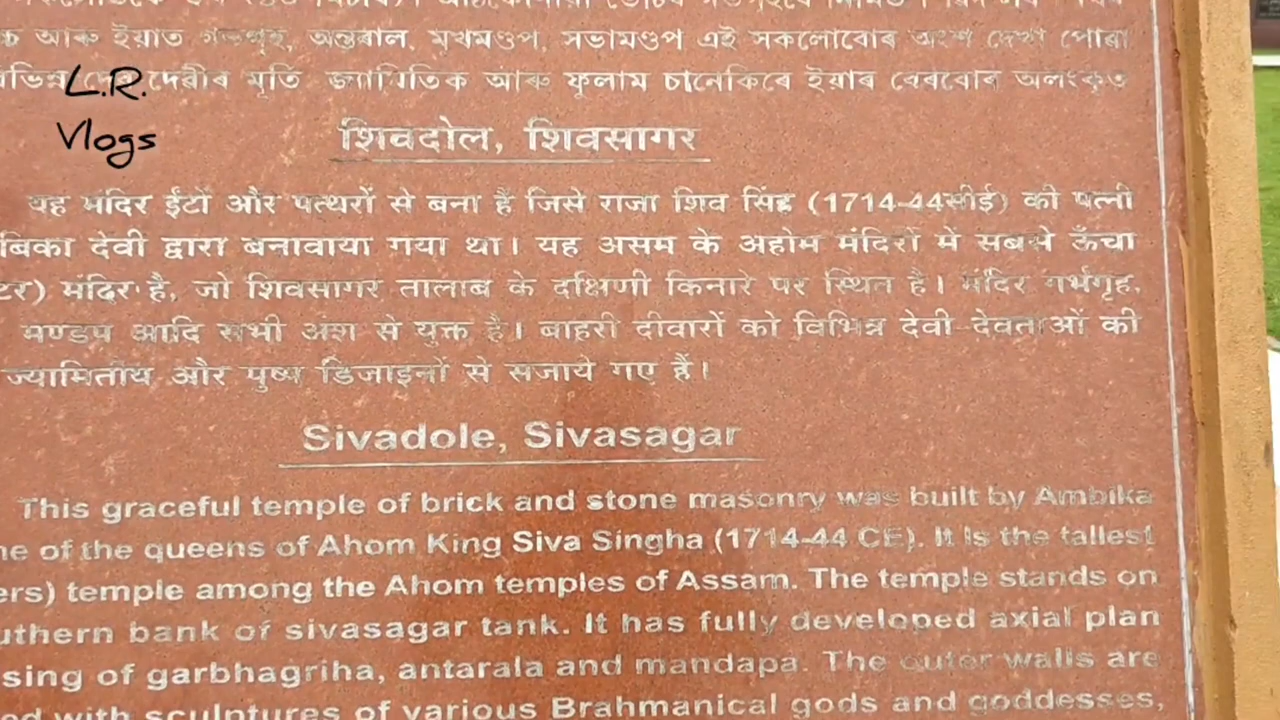 আৰু ইয়াত গৰ্ভগৃহ, অন্তৰাল, মুখমণ্ডপ, সভামণ্ডপ এই সকলোবোৰ অংশ দেখা পোৱা
দেৱীৰ মূৰ্তি জ্যামিতিক আৰু ফুলাম চানেকিৰে ইয়াৰ বেৰবোৰ অলংকৃত
L.R.
Vlogs
शिवदोल, शिवसागर
यह मंदिर ईंटों और पत्थरों से बना है जिसे राजा शिव सिंह (1714-44सीई) की पत्नी
बिका देवी द्वारा बनावाया गया था। यह असम के अहोम मंदिरों में सबसे ऊँचा
टर) मंदिर है, जो शिवसागर तालाब के दक्षिणी किनारे पर स्थित है। मंदिर गर्भगृह,
मण्डप आदि सभी अंश से युक्त है। बाहरी दीवारों को विभिन्न देवी देवताओं की
ज्यामितीय और पुष्प डिजाइनों से सजाये गए हैं।
Sivadole, Sivasagar
This graceful temple of brick and stone masonry was built by Ambika
ne of the queens of Ahom King Siva Singha (1714-44 CE). It is the tallest
ers) temple among the Ahom temples of Assam. The temple stands on
uthern bank of sivasagar tank. It has fully developed axial plan
sing of garbhagriha, antarala and mandapa. The outer walls are
ed with sculptures of various Brahmanical gods and goddesses,